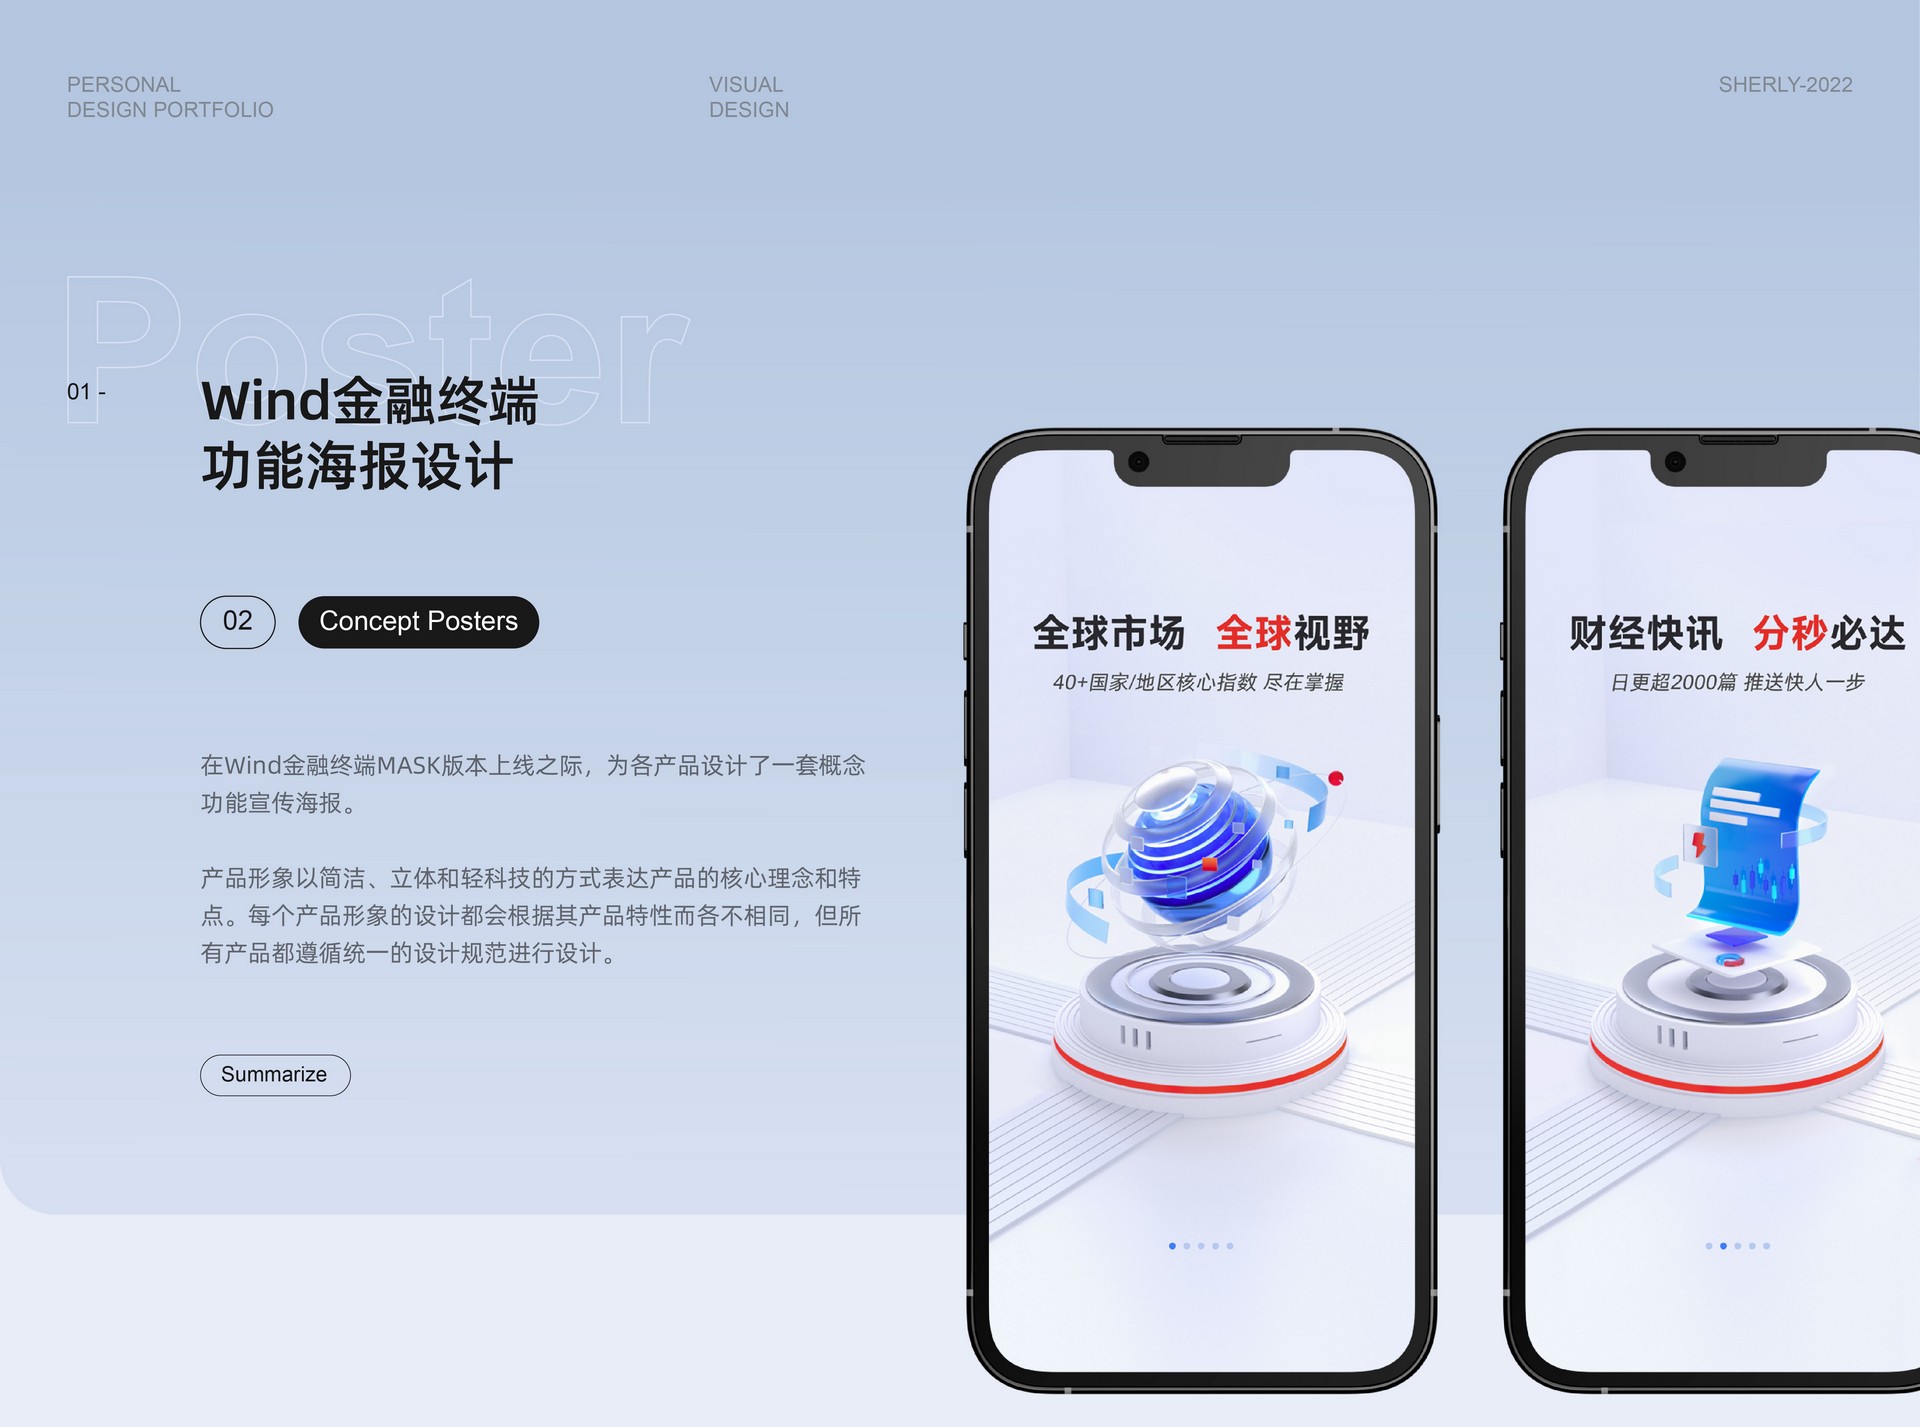 PERSONAL
DESIGN PORTFOLIO
VISUAL
DESIGN
SHERLY-2022
Poster
01 -
Wind金融终端
功能海报设计
02
Concept Posters
在Wind金融终端MASK版本上线之际，为各产品设计了一套概念
功能宣传海报。
产品形象以简洁、立体和轻科技的方式表达产品的核心理念和特
点。每个产品形象的设计都会根据其产品特性而各不相同，但所
有产品都遵循统一的设计规范进行设计。
Summarize
全球市场 全球视野
40+国家/地区核心指数 尽在掌握
财经快讯 分秒必达
日更超2000篇 推送快人一步